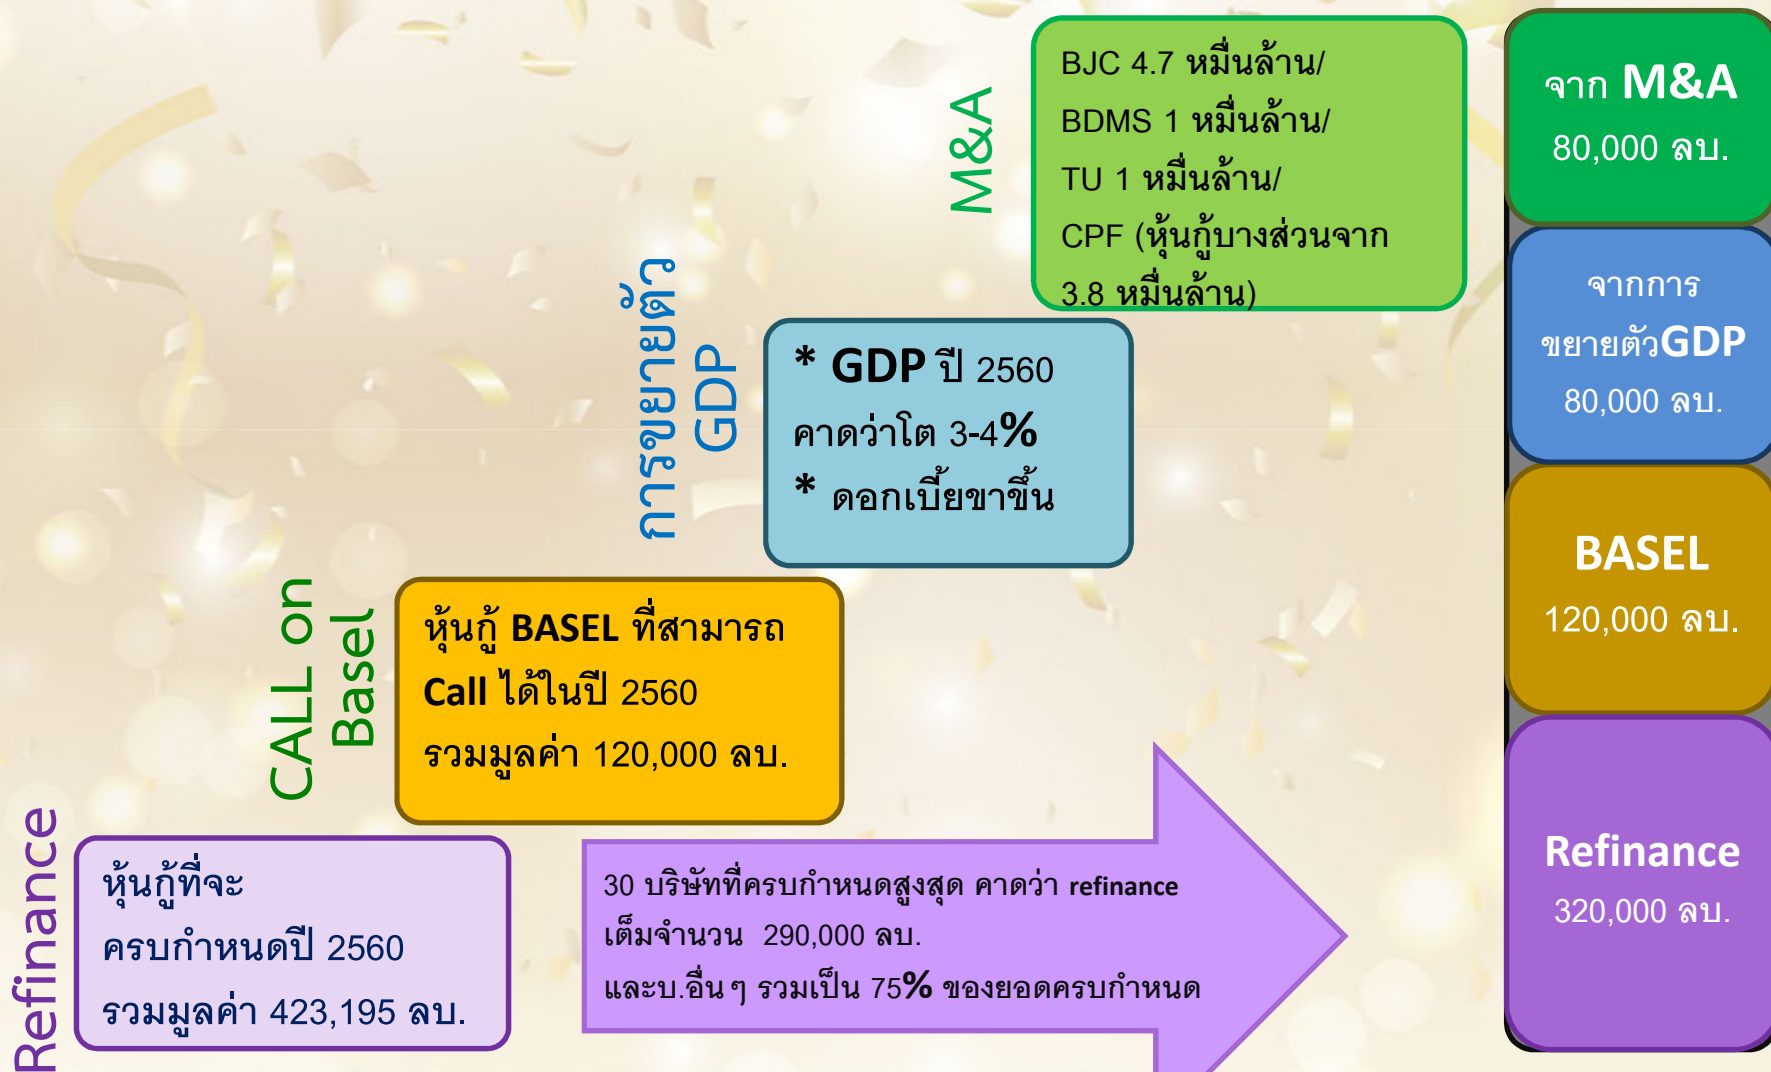 M&A
BJC 4.7 หมื่นล้าน/
BDMS 1 หมื่นล้าน/
TU 1 หมื่นล้าน/
CPF (หุ้นกู้บางส่วนจาก
3.8 หมื่นล้าน)
จาก M&A
80,000 ลบ.
การขยายตัว
GDP
* GDP ปี 2560
คาดว่าโต 3-4%
* ดอกเบี้ยขาขึ้น
จากการ
ขยายตัวGDP
80,000 ลบ.
CALL on
Basel
หุ้นกู้ BASEL ที่สามารถ
Call ได้ในปี 2560
รวมมูลค่า 120,000 ลบ.
BASEL
120,000 ลบ.
Refinance
หุ้นกู้ที่จะ
ครบกำหนดปี 2560
รวมมูลค่า 423,195 ลบ.
30 บริษัทที่ครบกำหนดสูงสุด คาดว่า refinance
เต็มจำนวน 290,000 ลบ.
และบ.อื่นๆ รวมเป็น 75% ของยอดครบกำหนด
Refinance
320,000 ลบ.